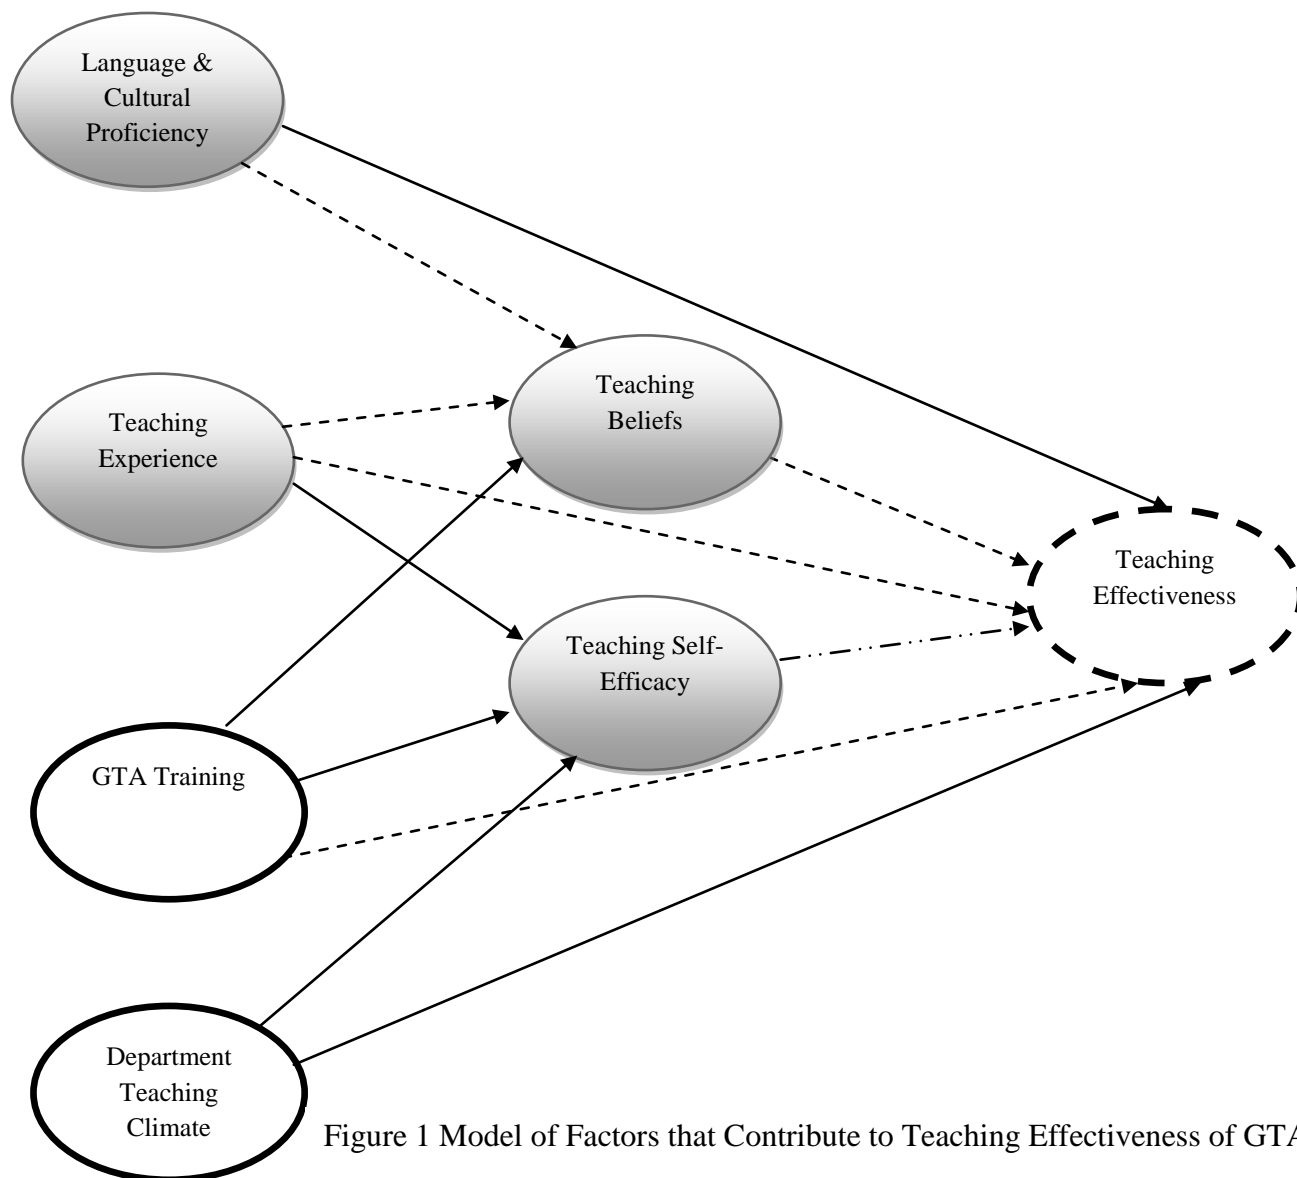 Language &
Cultural
Proficiency
Teaching
Beliefs
Teaching
Experience
Teaching
Effectiveness
Teaching Self-
Efficacy
GTA Training
Department
Teaching
Climate
Figure 1 Model of Factors that Contribute to Teaching Effectiveness of GTA